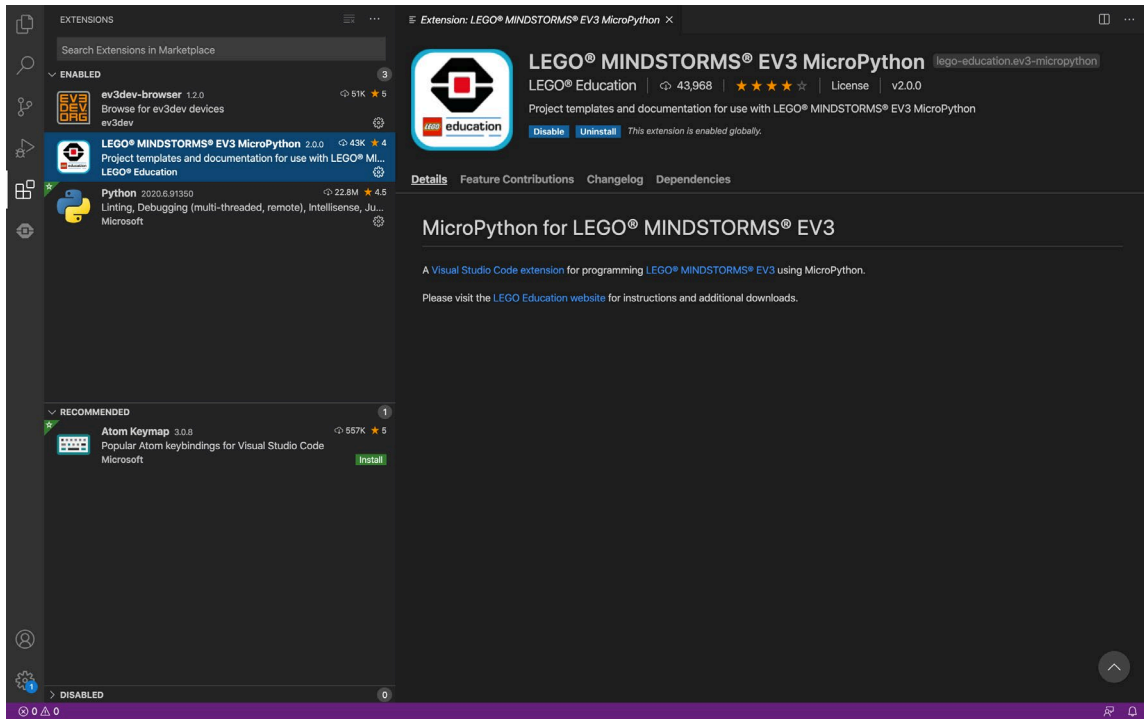 EXTENSIONS
Search Extensions in Marketplace
ENABLED 3
EV3 DEV ORG
ev3dev-browser 1.2.0 51K ★ 5
Browse for ev3dev devices
ev3dev
LEGO® MINDSTORMS® EV3 MicroPython 2.0.0 43K ★ 4
Project templates and documentation for use with LEGO® MI...
LEGO® Education
Python 2020.6.91350 22.8M ★ 4.5
Linting, Debugging (multi-threaded, remote), Intellisense, Ju...
Microsoft
RECOMMENDED 1
Atom Keymap 3.0.8 557K ★ 5
Popular Atom keybindings for Visual Studio Code
Microsoft Install
DISABLED 0
1
0 0
Extension: LEGO® MINDSTORMS® EV3 MicroPython ×
LEGO education
LEGO® MINDSTORMS® EV3 MicroPython lego-education.ev3-micropython
LEGO® Education | 43,968 | ★★★★☆ | License | v2.0.0
Project templates and documentation for use with LEGO® MINDSTORMS® EV3 MicroPython
Disable Uninstall This extension is enabled globally.
Details Feature Contributions Changelog Dependencies
MicroPython for LEGO® MINDSTORMS® EV3
A Visual Studio Code extension for programming LEGO® MINDSTORMS® EV3 using MicroPython.
Please visit the LEGO Education website for instructions and additional downloads.